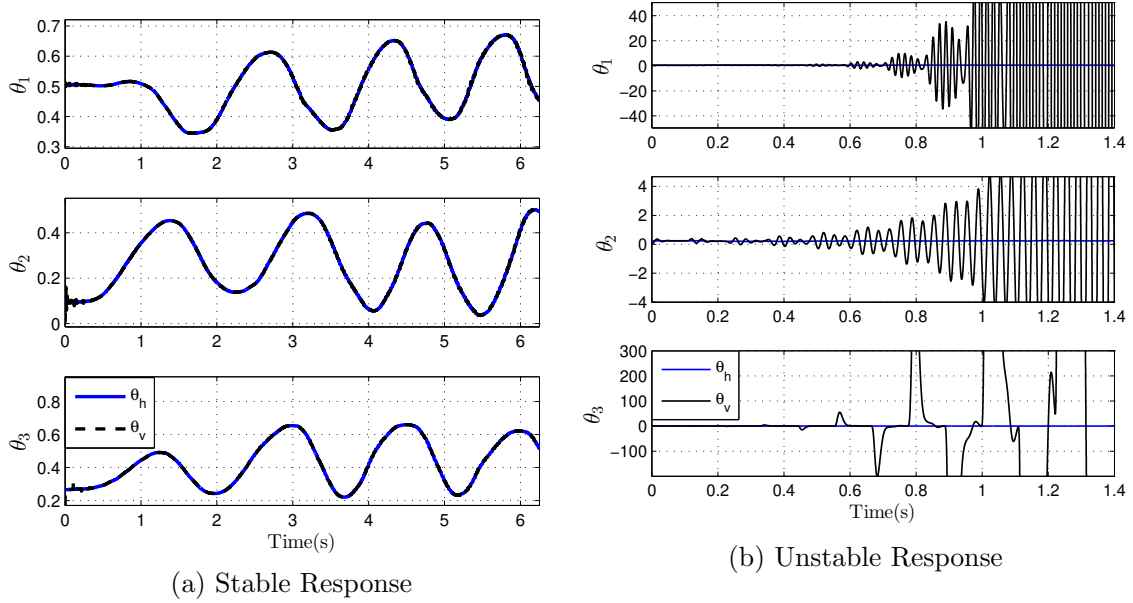 0.7
0.6
0.5
0.4
0.3
θ1
0 1 2 3 4 5 6
0.4
0.2
0
θ2
0 1 2 3 4 5 6
0.8
0.6
0.4
0.2
θ3
θh
θv
0 1 2 3 4 5 6
Time(s)
(a) Stable Response
40
20
0
−20
−40
θ1
0 0.2 0.4 0.6 0.8 1 1.2 1.4
4
2
0
−2
−4
θ2
0 0.2 0.4 0.6 0.8 1 1.2 1.4
300
200
100
0
−100
θ3
θh
θv
0 0.2 0.4 0.6 0.8 1 1.2 1.4
Time(s)
(b) Unstable Response